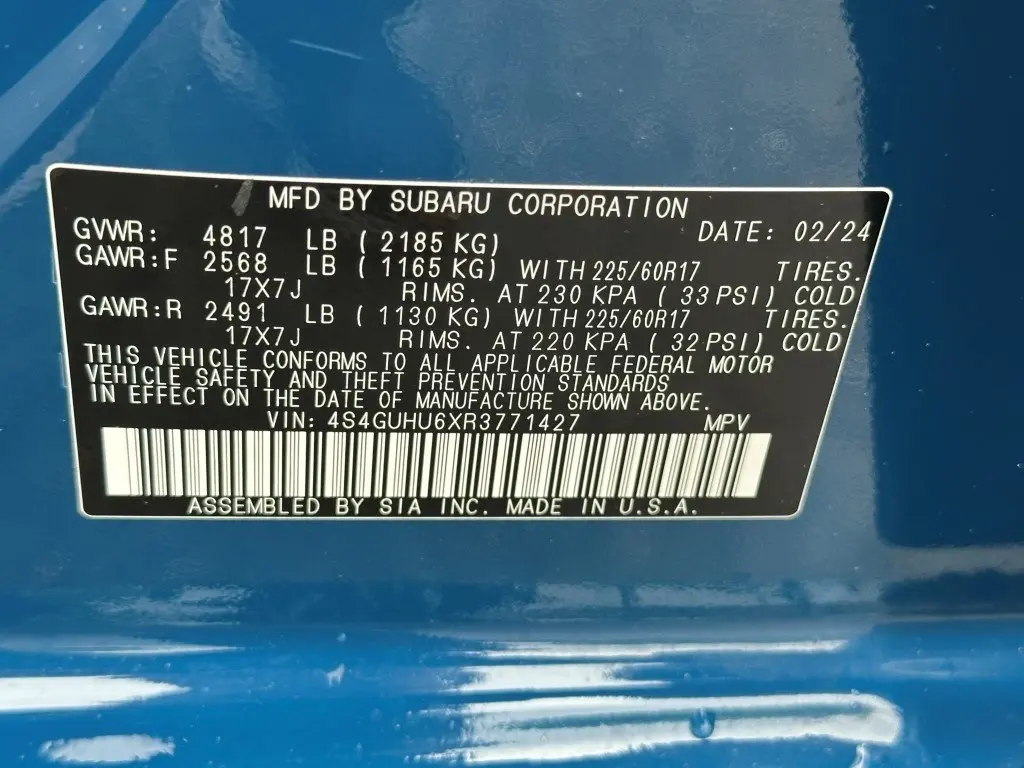 MFD BY SUBARU CORPORATION
GVWR: 4817 LB ( 2185 KG) DATE: 02/24
GAWR:F 2568 LB ( 1165 KG) WITH 225/60R17 TIRES.
17X7J RIMS. AT 230 KPA ( 33 PSI) COLD
GAWR:R 2491 LB ( 1130 KG) WITH 225/60R17 TIRES.
17X7J RIMS. AT 220 KPA ( 32 PSI) COLD
THIS VEHICLE CONFORMS TO ALL APPLICABLE FEDERAL MOTOR
VEHICLE SAFETY AND THEFT PREVENTION STANDARDS
IN EFFECT ON THE DATE OF MANUFACTURE SHOWN ABOVE.
VIN: 4S4GUHU6XR3771427 MPV
ASSEMBLED BY SIA INC. MADE IN U.S.A.